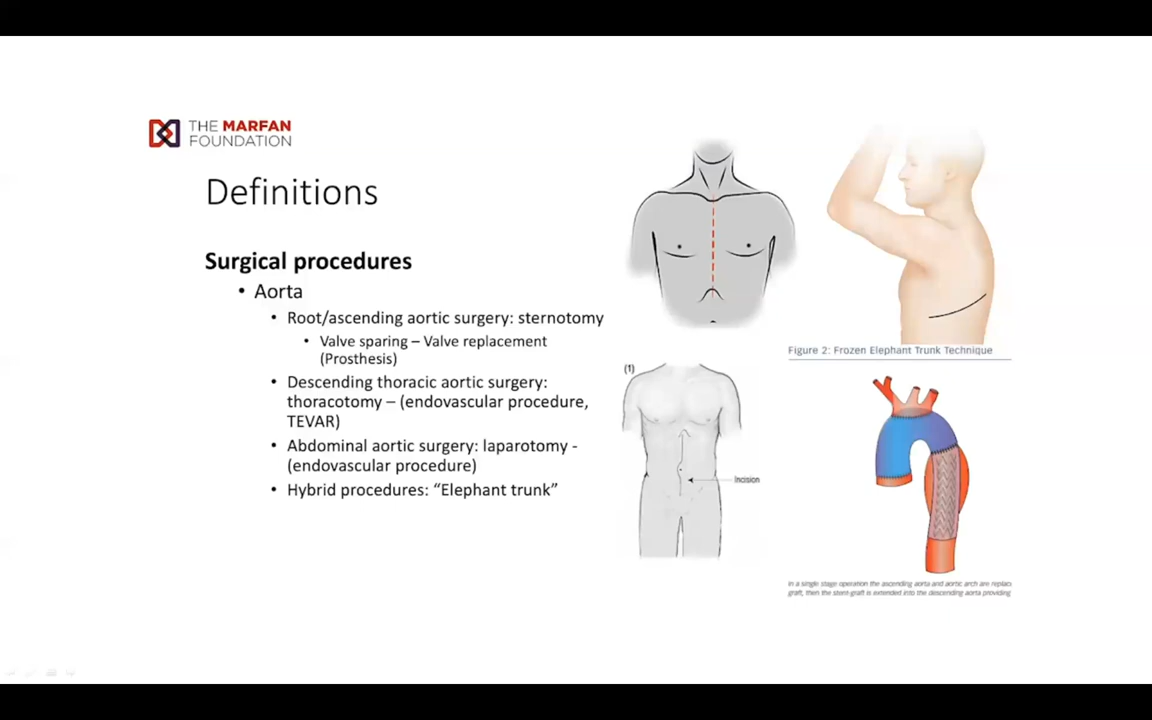 THE MARFAN
FOUNDATION
Definitions
Surgical procedures
• Aorta
• Root/ascending aortic surgery: sternotomy
• Valve sparing – Valve replacement
(Prosthesis)
• Descending thoracic aortic surgery:
thoracotomy – (endovascular procedure,
TEVAR)
• Abdominal aortic surgery: laparotomy -
(endovascular procedure)
• Hybrid procedures: “Elephant trunk”
(1)
Incision
Figure 2: Frozen Elephant Trunk Technique
In a single stage operation the ascending aorta and aortic arch are replac
graft, then the stent-graft is extended into the descending aorta providing